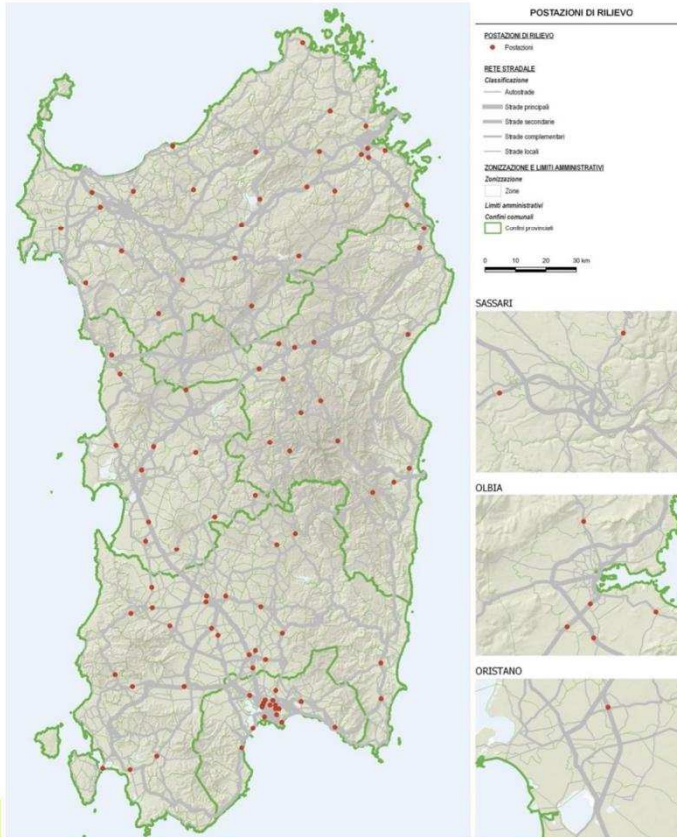 POSTAZIONI DI RILIEVO
POSTAZIONI DI RILIEVO
Postazioni
RETE STRADALE
Classificazione
Autostrade
Strade principali
Strade secondarie
Strade complementari
Strade locali
ZONIZZAZIONE E LIMITI AMMINISTRATIVI
Zonizzazione
Zone
Limiti amministrativi
Confini comunali
Confini provinciali
0 10 20 30 km
SASSARI
OLBIA
ORISTANO